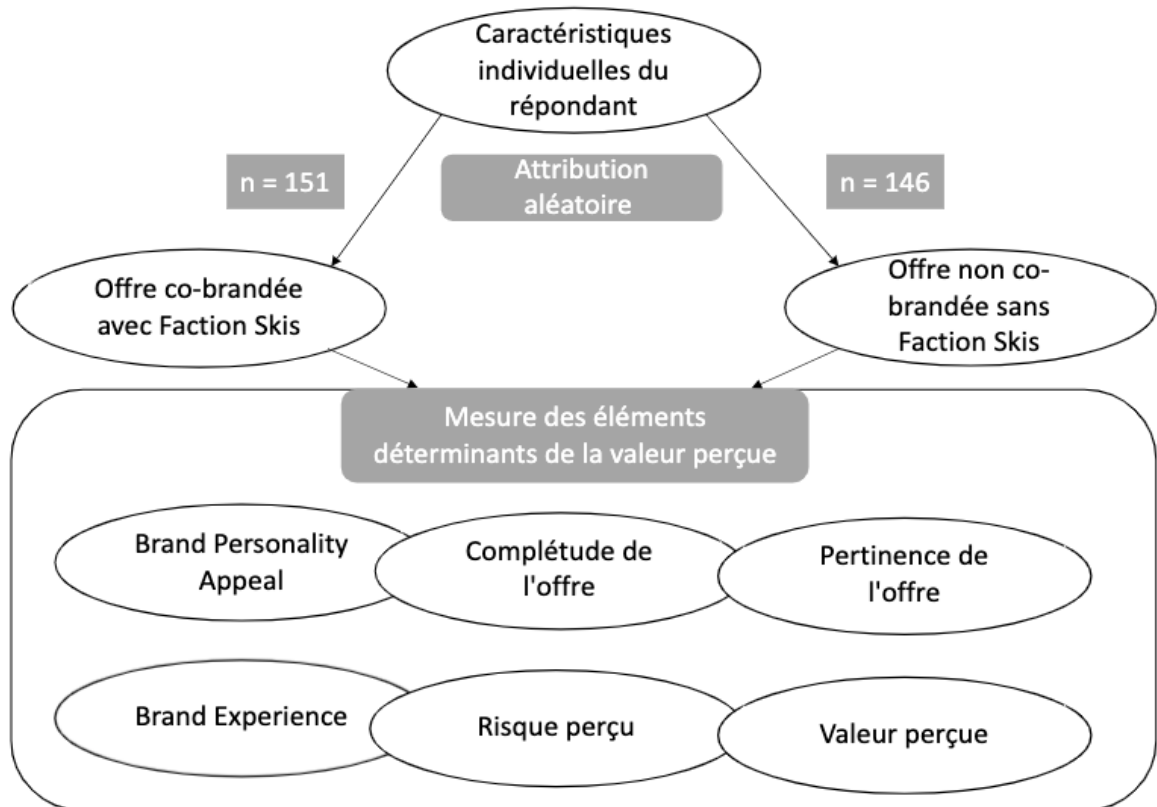 Caractéristiques
individuelles du
répondant
n = 151
Attribution
aléatoire
n = 146
Offre co-brandée
avec Faction Skis
Offre non co-
brandée sans
Faction Skis
Mesure des éléments
déterminants de la valeur perçue
Brand Personality
Appeal
Complétude de
l'offre
Pertinence de
l'offre
Brand Experience
Risque perçu
Valeur perçue